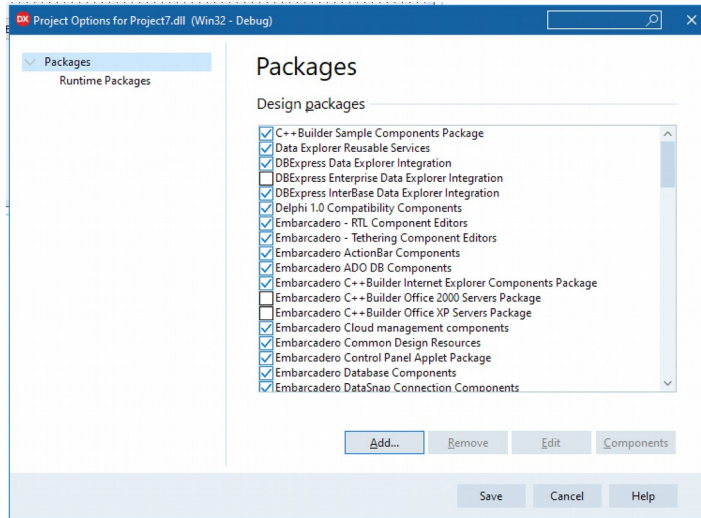 DX Project Options for Project7.dll (Win32 - Debug)
Packages
Runtime Packages
Packages
Design packages
C++Builder Sample Components Package
Data Explorer Reusable Services
DBExpress Data Explorer Integration
DBExpress Enterprise Data Explorer Integration
DBExpress InterBase Data Explorer Integration
Delphi 1.0 Compatibility Components
Embarcadero - RTL Component Editors
Embarcadero - Tethering Component Editors
Embarcadero ActionBar Components
Embarcadero ADO DB Components
Embarcadero C++Builder Internet Explorer Components Package
Embarcadero C++Builder Office 2000 Servers Package
Embarcadero C++Builder Office XP Servers Package
Embarcadero Cloud management components
Embarcadero Common Design Resources
Embarcadero Control Panel Applet Package
Embarcadero Database Components
Embarcadero DataSnap Connection Components
Add... Remove Edit Components
Save Cancel Help